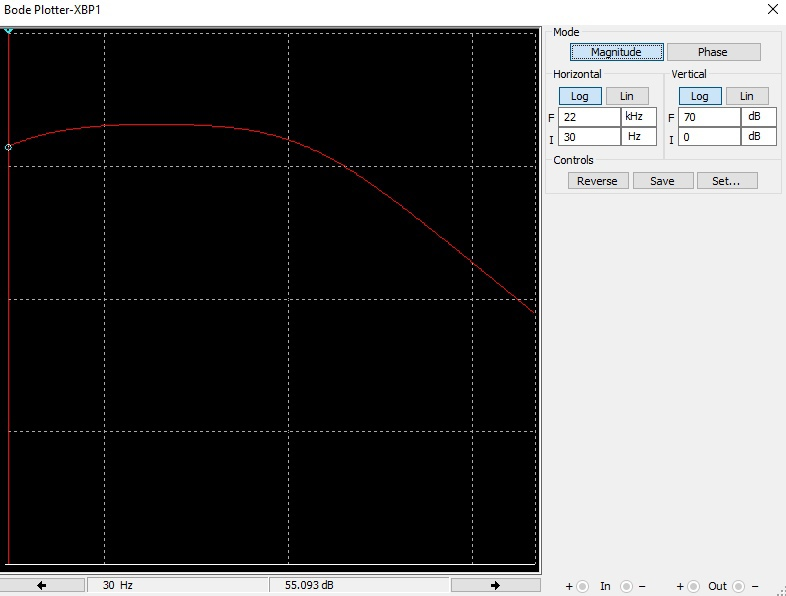 Bode Plotter-XBP1
Mode
Magnitude Phase
Horizontal Vertical
Log Lin Log Lin
F 22 kHz F 70 dB
I 30 Hz I 0 dB
Controls
Reverse Save Set...
30 Hz 55.093 dB + In − + Out −